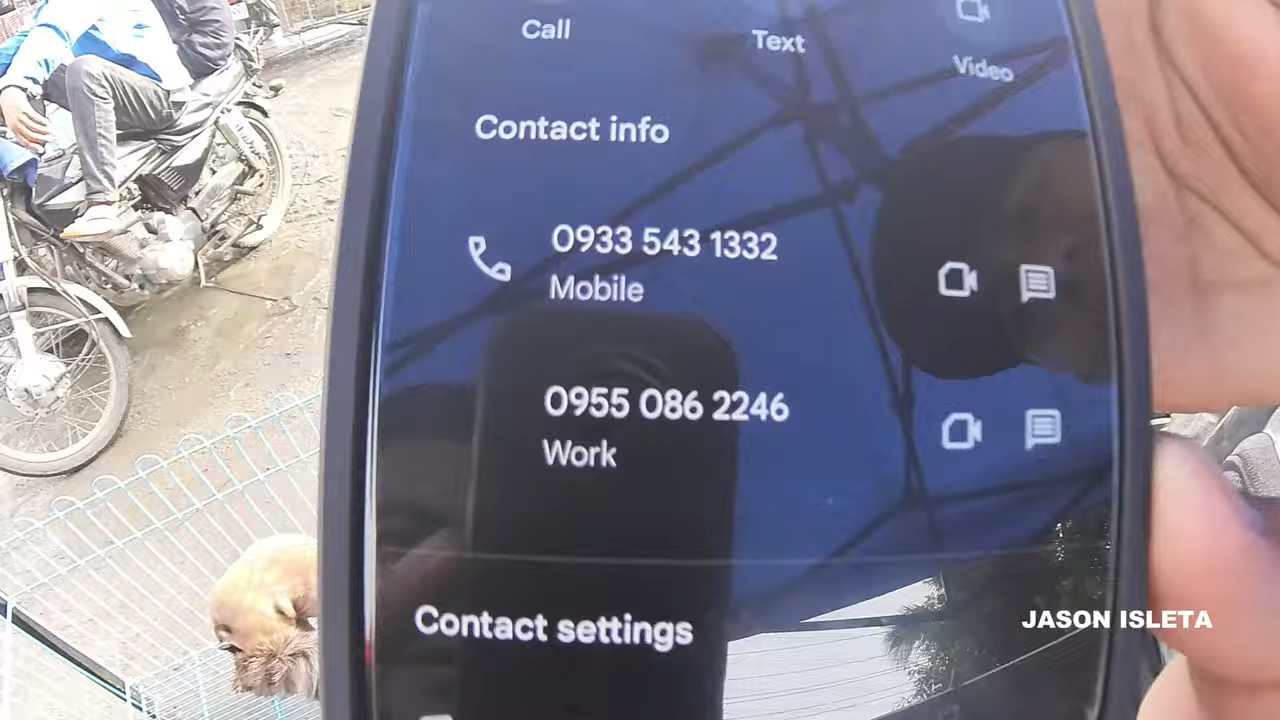 Call
Text
Video
Contact info
0933 543 1332
Mobile
0955 086 2246
Work
Contact settings
JASON ISLETA